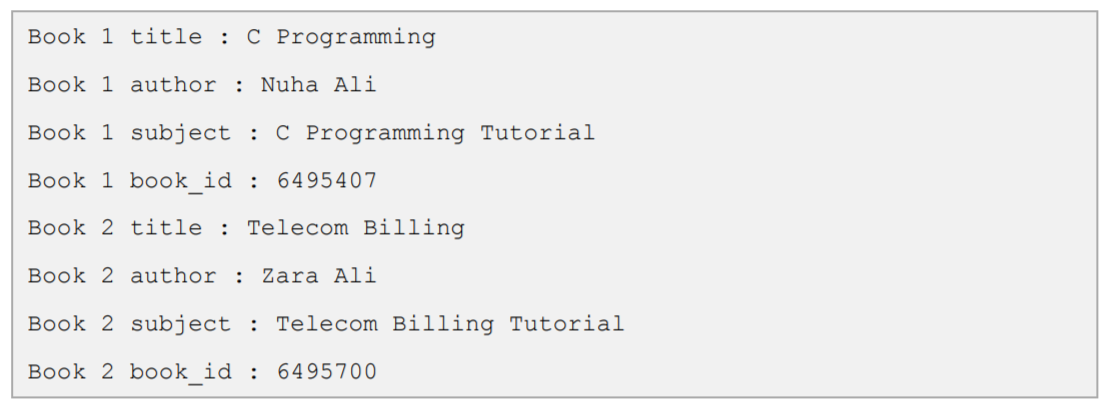 Book 1 title : C Programming
Book 1 author : Nuha Ali
Book 1 subject : C Programming Tutorial
Book 1 book_id : 6495407
Book 2 title : Telecom Billing
Book 2 author : Zara Ali
Book 2 subject : Telecom Billing Tutorial
Book 2 book_id : 6495700